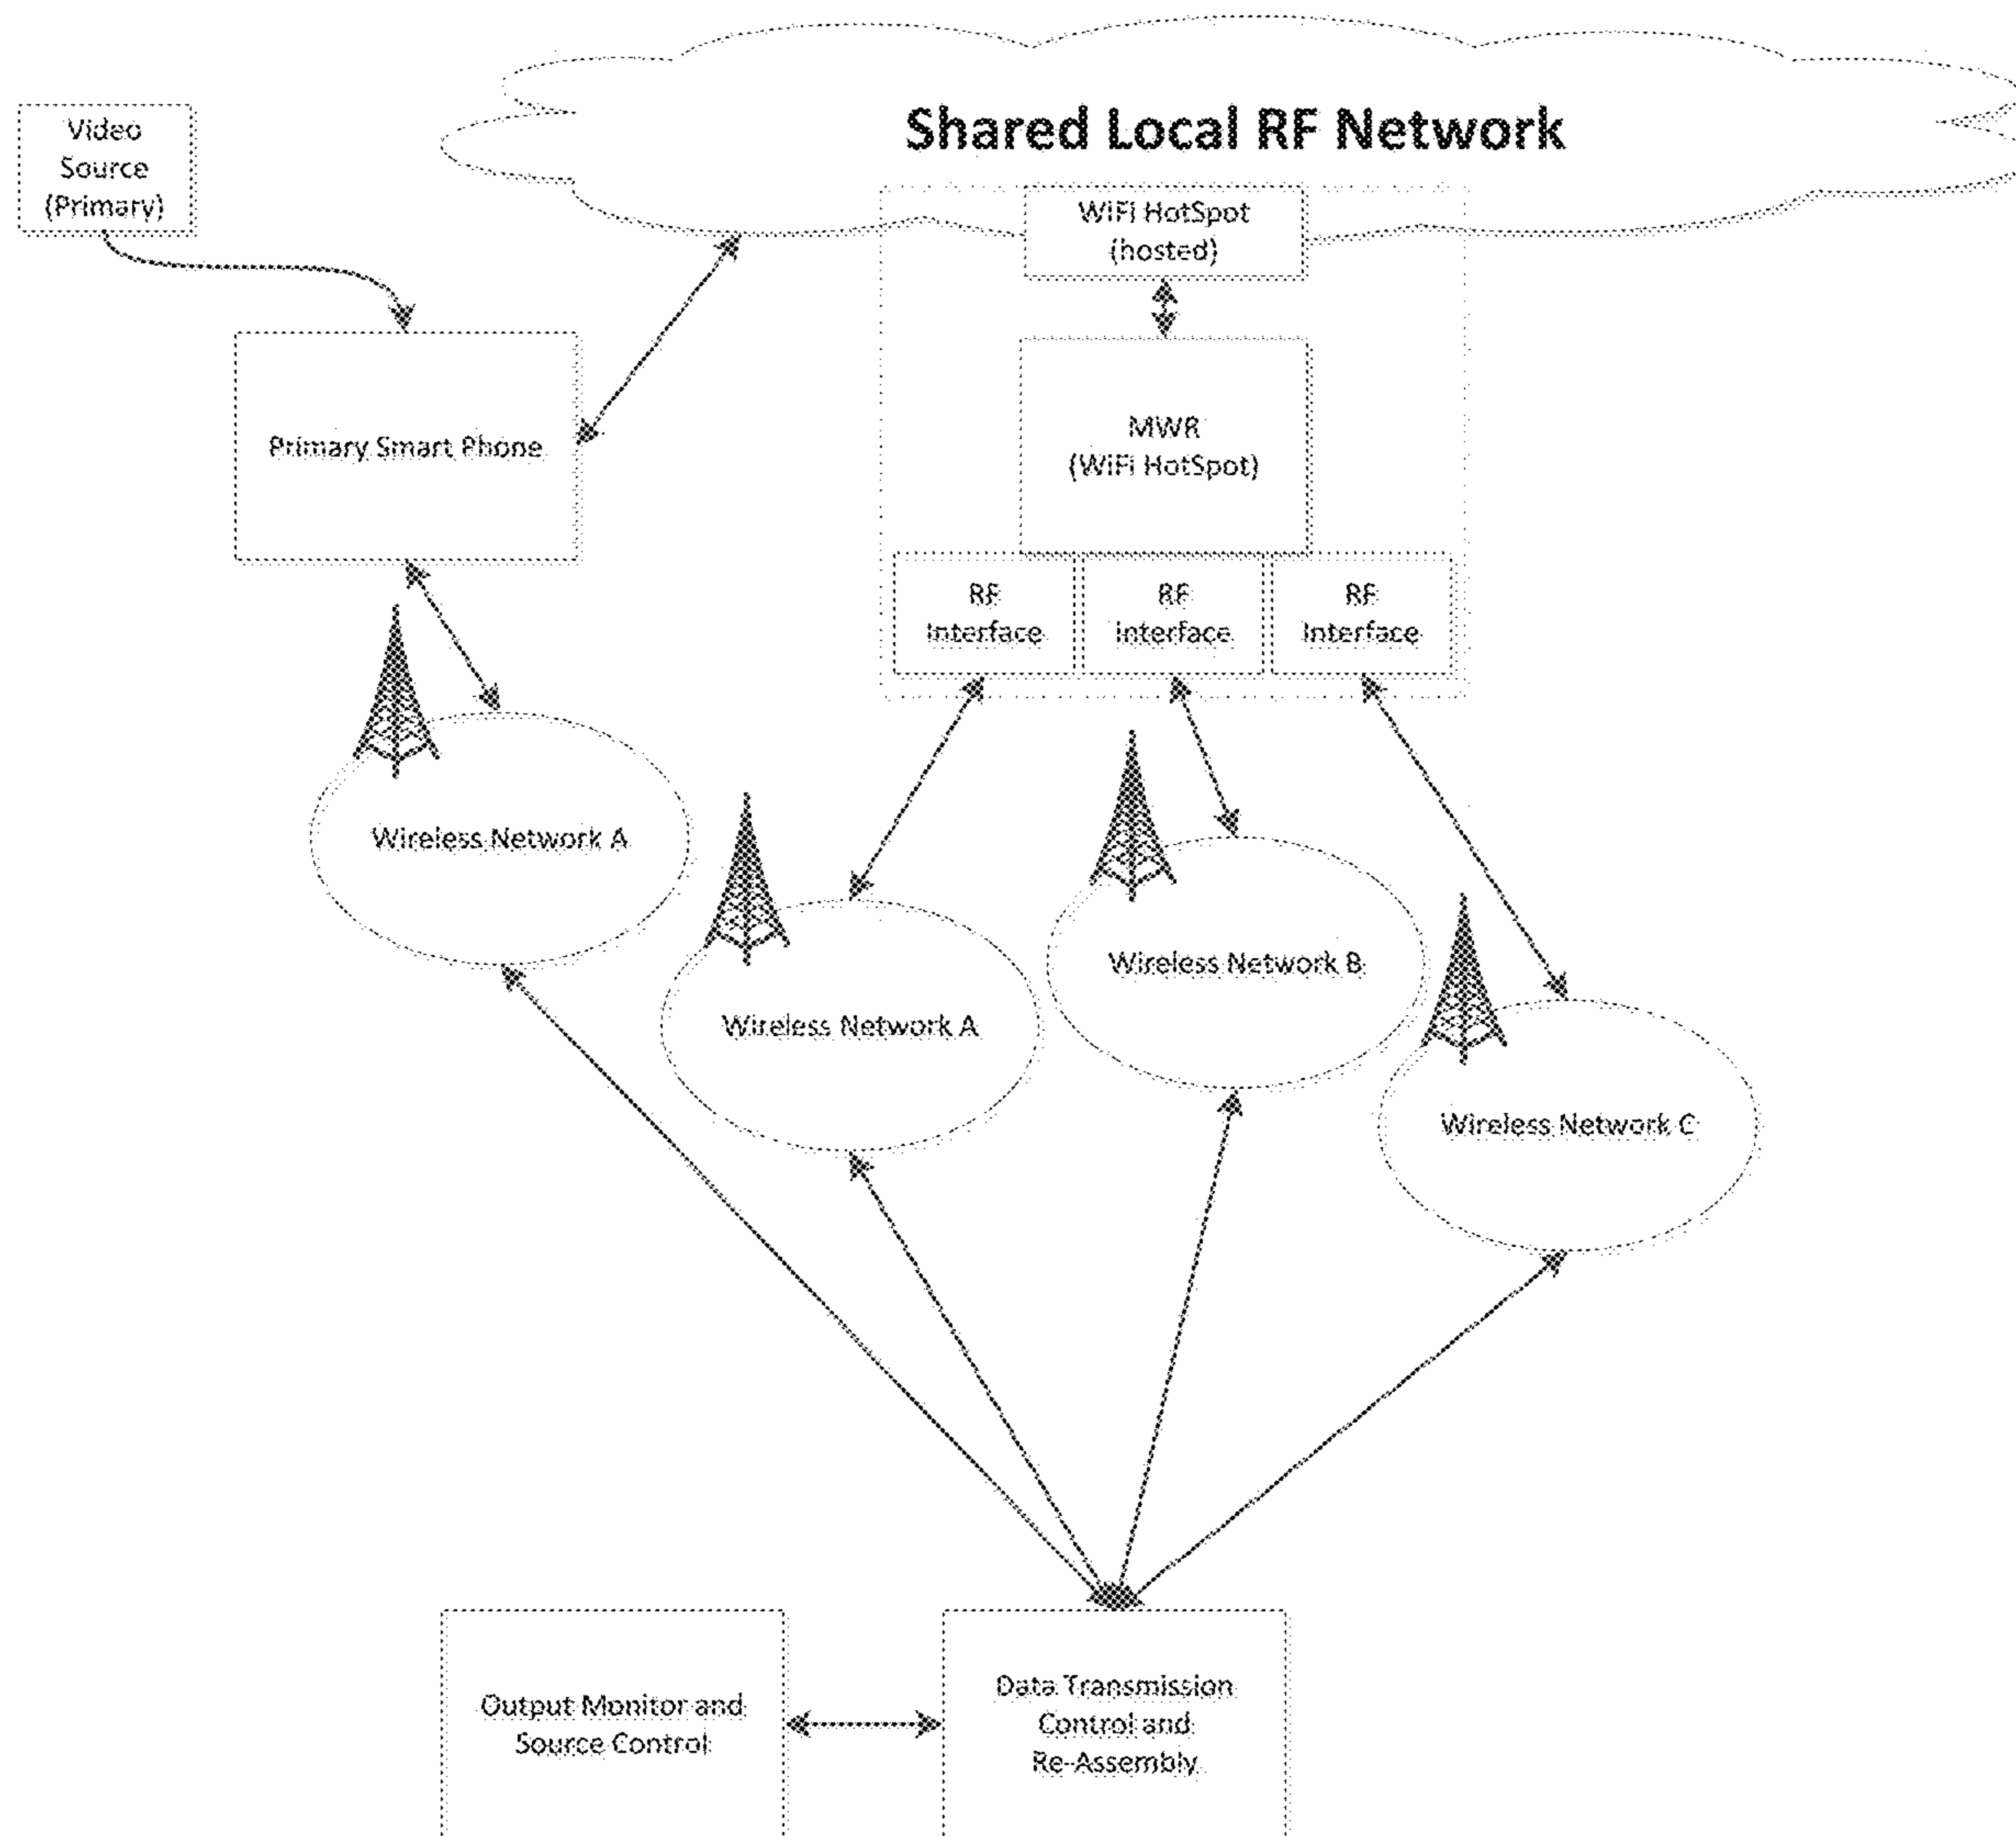 Shared Local RF Network
Video
Source
(Primary)
WiFi HotSpot
(hosted)
Primary Smart Phone
MWR
(WiFi HotSpot)
RF
Interface
RF
Interface
RF
Interface
Wireless Network A
Wireless Network A
Wireless Network B
Wireless Network C
Output Monitor and
Source Control
Data Transmission
Control and
Re-Assembly